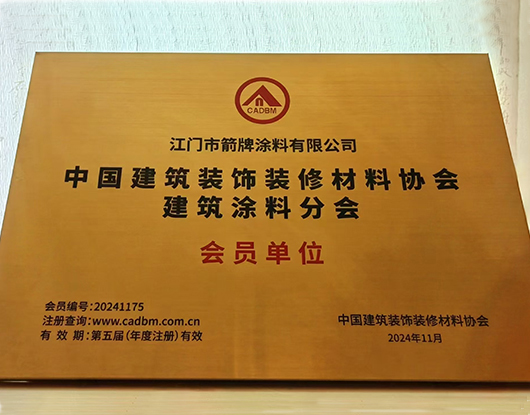 CADBM
江门市箭牌涂料有限公司
中国建筑装饰装修材料协会
建筑涂料分会
会员单位
会员编号:20241175
注册查询:www.cadbm.com.cn
有 效 期:第五届(年度注册)有效
中国建筑装饰装修材料协会
2024年11月